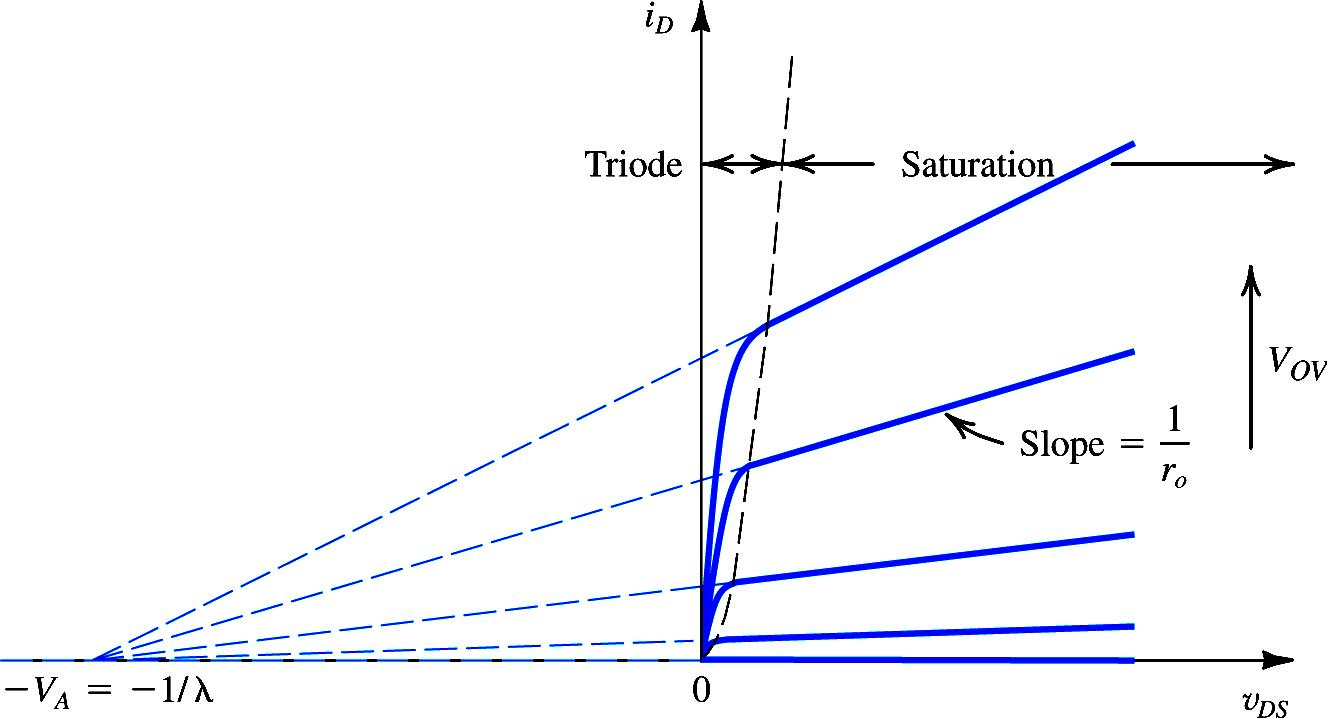 i_D
Triode
Saturation
V_OV
Slope = 1/r_o
−V_A = −1/λ
0
v_DS